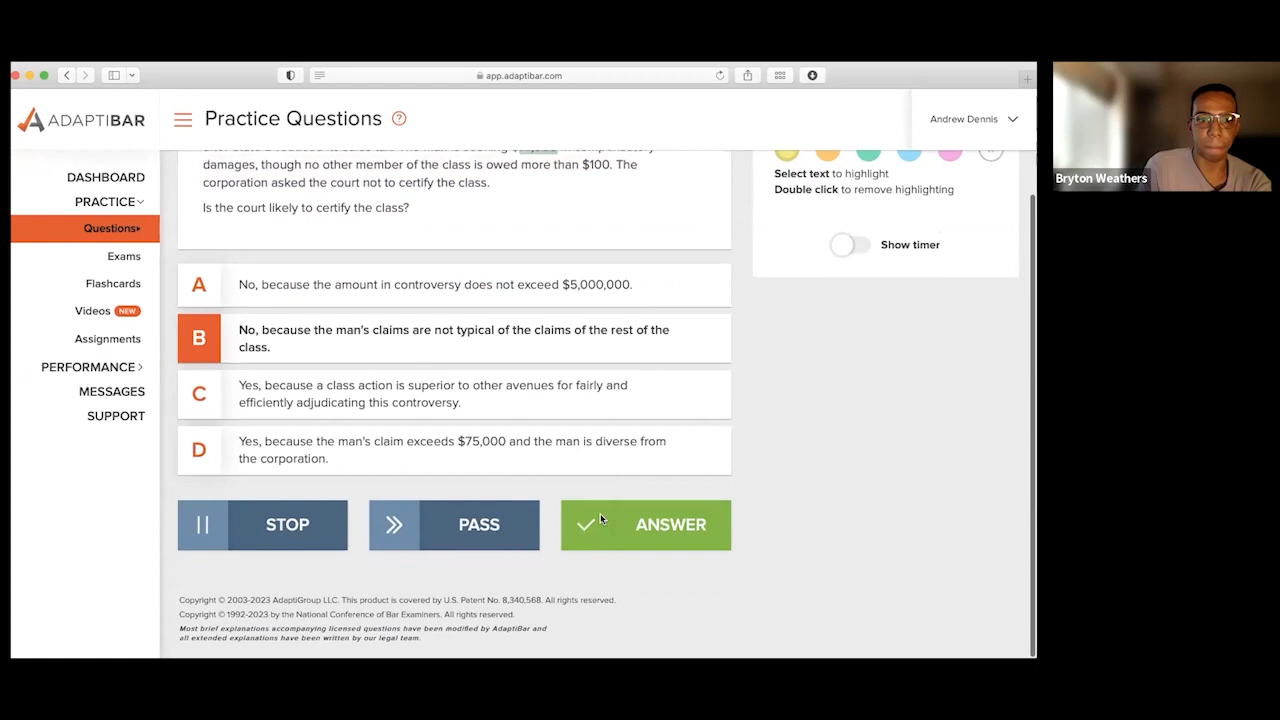 app.adaptibar.com
ADAPTIBAR
Practice Questions ?
Andrew Dennis
DASHBOARD
PRACTICE
Questions
Exams
Flashcards
Videos NEW
Assignments
PERFORMANCE
MESSAGES
SUPPORT
damages, though no other member of the class is owed more than $100. The
corporation asked the court not to certify the class.
Is the court likely to certify the class?
A No, because the amount in controversy does not exceed $5,000,000.
B No, because the man's claims are not typical of the claims of the rest of the
class.
C Yes, because a class action is superior to other avenues for fairly and
efficiently adjudicating this controversy.
D Yes, because the man's claim exceeds $75,000 and the man is diverse from
the corporation.
STOP
PASS
ANSWER
Select text to highlight
Double click to remove highlighting
Show timer
Copyright © 2003-2023 AdaptiGroup LLC. This product is covered by U.S. Patent No. 8,340,568. All rights reserved.
Copyright © 1992-2023 by the National Conference of Bar Examiners. All rights reserved.
Most brief explanations accompanying licensed questions have been modified by AdaptiBar and
all extended explanations have been written by our legal team.
Bryton Weathers